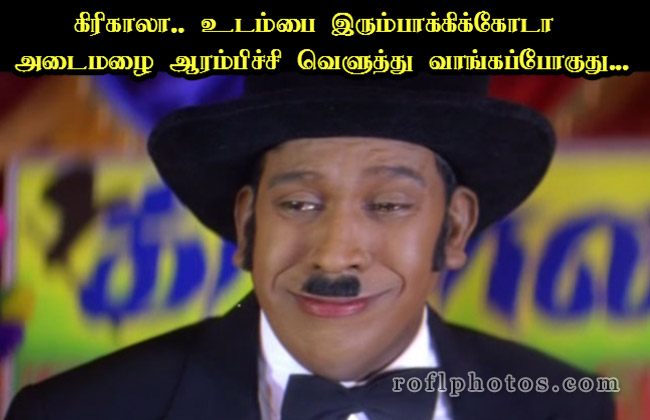 கிரிகாலா.. உடம்பை இரும்பாக்கிக்கோடா
அடைமழை ஆரம்பிச்சி வெளுத்து வாங்கப்போகுது...
roflphotos.com